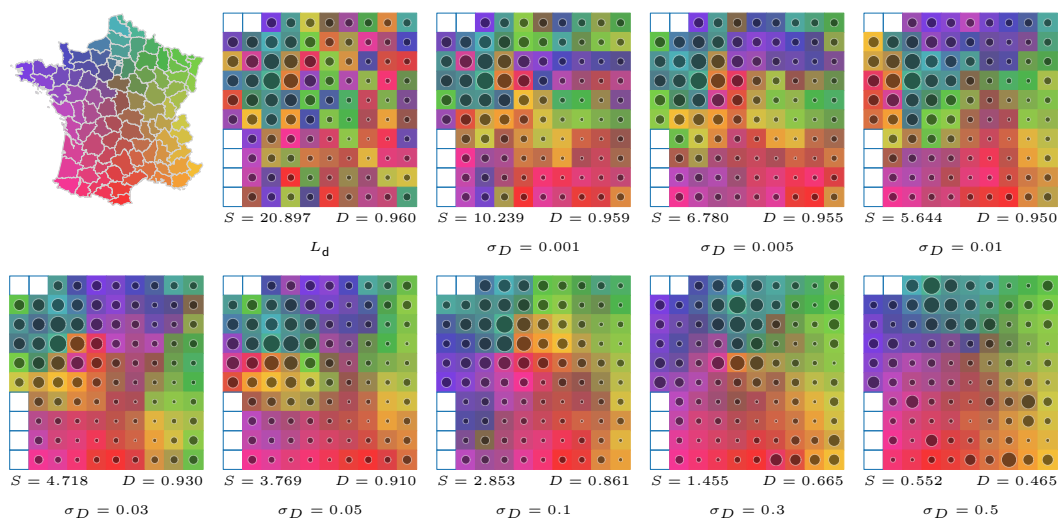 S = 20.897 D = 0.960
L_d
S = 10.239 D = 0.959
σ_D = 0.001
S = 6.780 D = 0.955
σ_D = 0.005
S = 5.644 D = 0.950
σ_D = 0.01
S = 4.718 D = 0.930
σ_D = 0.03
S = 3.769 D = 0.910
σ_D = 0.05
S = 2.853 D = 0.861
σ_D = 0.1
S = 1.455 D = 0.665
σ_D = 0.3
S = 0.552 D = 0.465
σ_D = 0.5